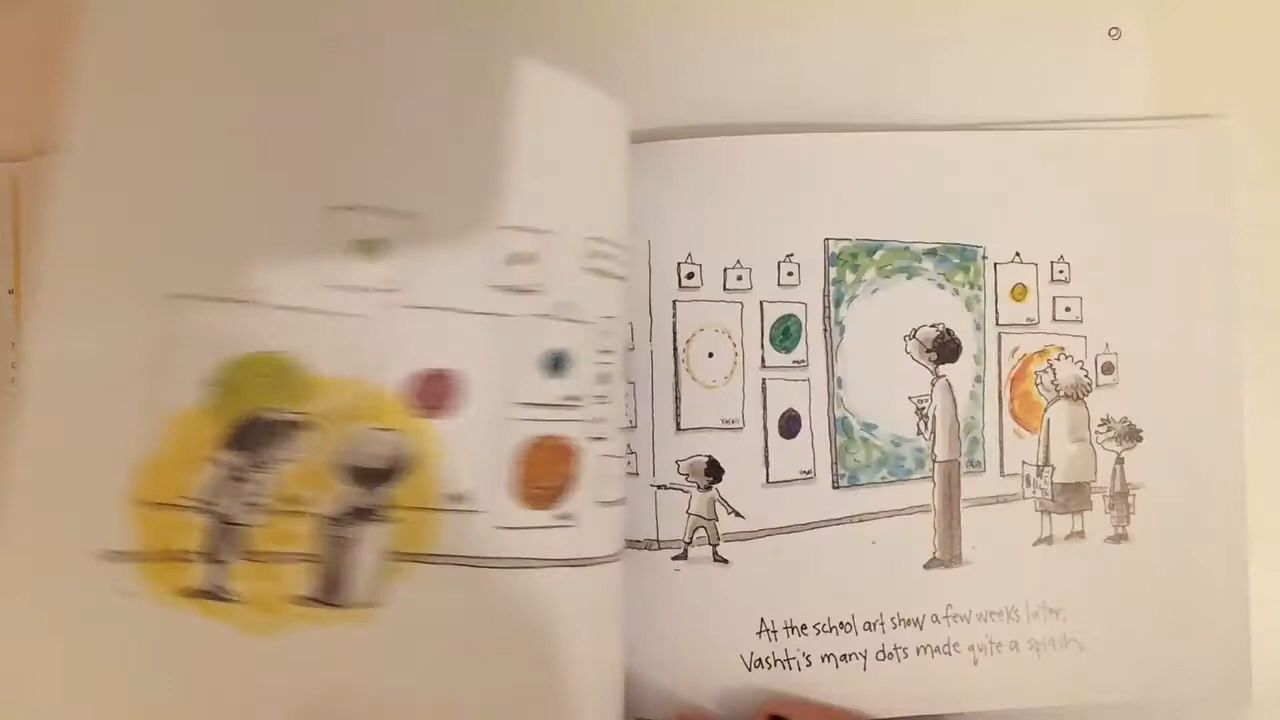 At the school art show a few weeks later,
Vashti's many dots made quite a splash.